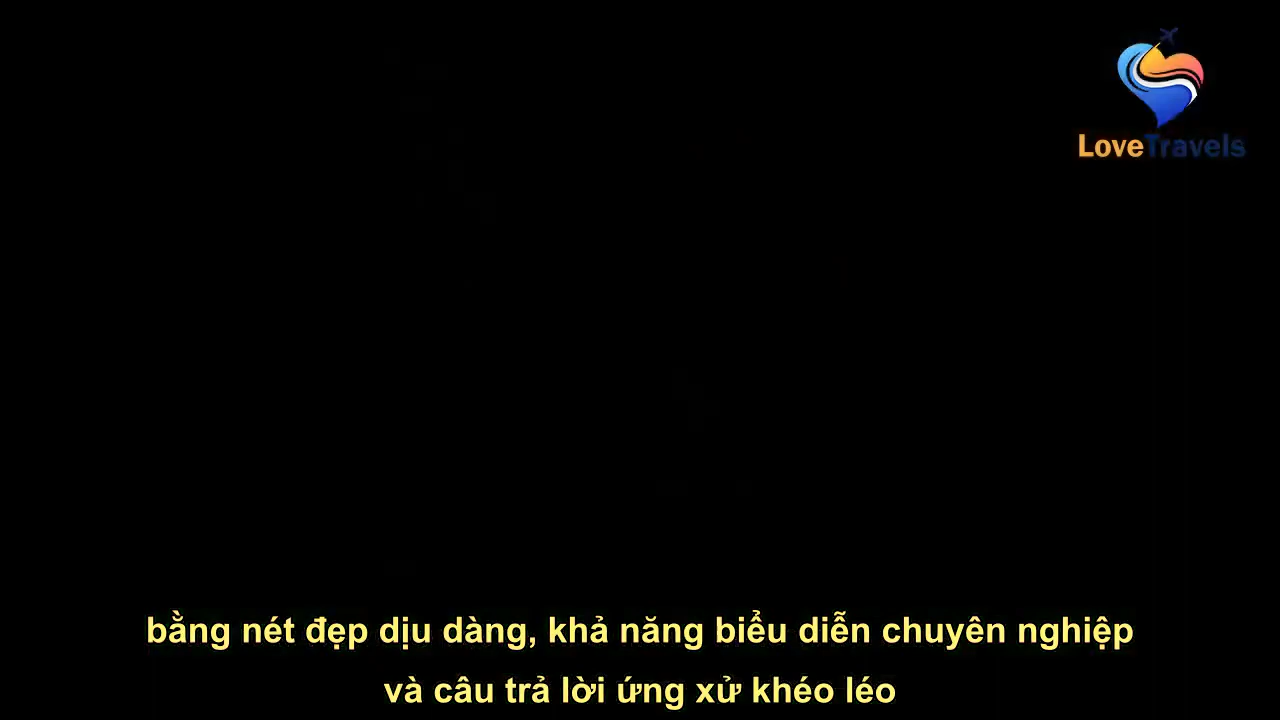 LoveTravels
bằng nét đẹp dịu dàng, khả năng biểu diễn chuyên nghiệp
và câu trả lời ứng xử khéo léo